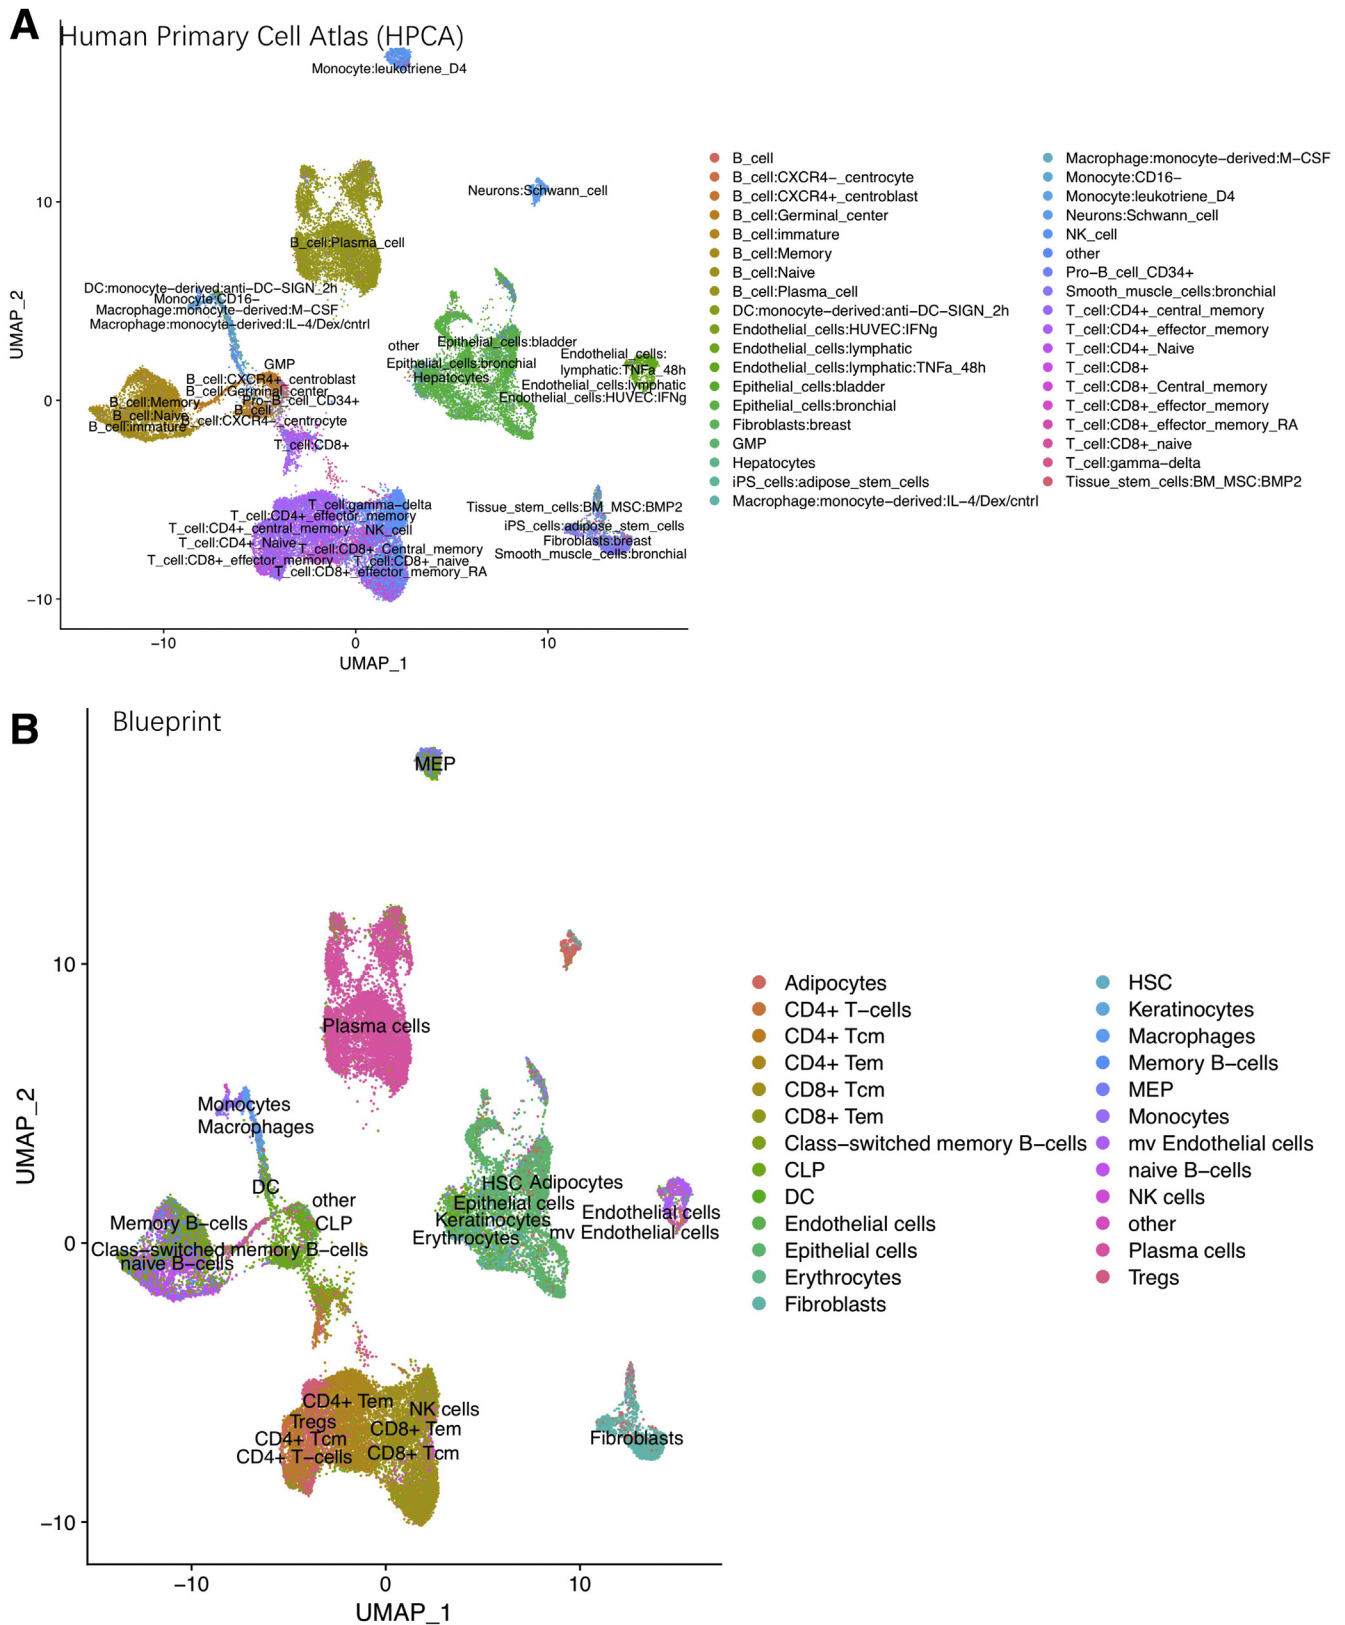 A
Human Primary Cell Atlas (HPCA)
Monocyte:leukotriene_D4
Neurons:Schwann_cell
B_cell:Plasma_cell
DC:monocyte-derived:anti-DC-SIGN_2h
Monocyte:CD16-
Macrophage:monocyte-derived:M-CSF
Macrophage:monocyte-derived:IL-4/Dex/cntrl
other
Epithelial_cells:bladder
Epithelial_cells:bronchial
Hepatocytes
Endothelial_cells:
lymphatic:TNFa_48h
Endothelial_cells:lymphatic
Endothelial_cells:HUVEC:IFNg
GMP
B_cell:CXCR4+_centroblast
B_cell:Germinal_center
Pro-B_cell_CD34+
B_cell:Memory
B_cell
B_cell:Naive
B_cell:CXCR4-_centrocyte
B_cell:immature
T_cell:CD8+
T_cell:gamma-delta
T_cell:CD4+_effector_memory
T_cell:CD4+_central_memory
NK_cell
T_cell:CD4+_Naive
T_cell:CD8+_Central_memory
T_cell:CD8+_effector_memory
T_cell:CD8+_naive
T_cell:CD8+_effector_memory_RA
Tissue_stem_cells:BM_MSC:BMP2
iPS_cells:adipose_stem_cells
Fibroblasts:breast
Smooth_muscle_cells:bronchial
10
0
-10
UMAP_2
-10
0
10
UMAP_1
B_cell
B_cell:CXCR4-_centrocyte
B_cell:CXCR4+_centroblast
B_cell:Germinal_center
B_cell:immature
B_cell:Memory
B_cell:Naive
B_cell:Plasma_cell
DC:monocyte-derived:anti-DC-SIGN_2h
Endothelial_cells:HUVEC:IFNg
Endothelial_cells:lymphatic
Endothelial_cells:lymphatic:TNFa_48h
Epithelial_cells:bladder
Epithelial_cells:bronchial
Fibroblasts:breast
GMP
Hepatocytes
iPS_cells:adipose_stem_cells
Macrophage:monocyte-derived:IL-4/Dex/cntrl
Macrophage:monocyte-derived:M-CSF
Monocyte:CD16-
Monocyte:leukotriene_D4
Neurons:Schwann_cell
NK_cell
other
Pro-B_cell_CD34+
Smooth_muscle_cells:bronchial
T_cell:CD4+_central_memory
T_cell:CD4+_effector_memory
T_cell:CD4+_Naive
T_cell:CD8+
T_cell:CD8+_Central_memory
T_cell:CD8+_effector_memory
T_cell:CD8+_effector_memory_RA
T_cell:CD8+_naive
T_cell:gamma-delta
Tissue_stem_cells:BM_MSC:BMP2
B
Blueprint
MEP
Plasma cells
Monocytes
Macrophages
DC
other
CLP
Memory B-cells
Class-switched memory B-cells
naive B-cells
HSC
Adipocytes
Epithelial cells
Keratinocytes
Erythrocytes
Endothelial cells
mv Endothelial cells
CD4+ Tem
NK cells
Tregs
CD8+ Tem
CD4+ Tcm
CD4+ T-cells
CD8+ Tcm
Fibroblasts
10
0
-10
UMAP_2
-10
0
10
UMAP_1
Adipocytes
CD4+ T-cells
CD4+ Tcm
CD4+ Tem
CD8+ Tcm
CD8+ Tem
Class-switched memory B-cells
CLP
DC
Endothelial cells
Epithelial cells
Erythrocytes
Fibroblasts
HSC
Keratinocytes
Macrophages
Memory B-cells
MEP
Monocytes
mv Endothelial cells
naive B-cells
NK cells
other
Plasma cells
Tregs